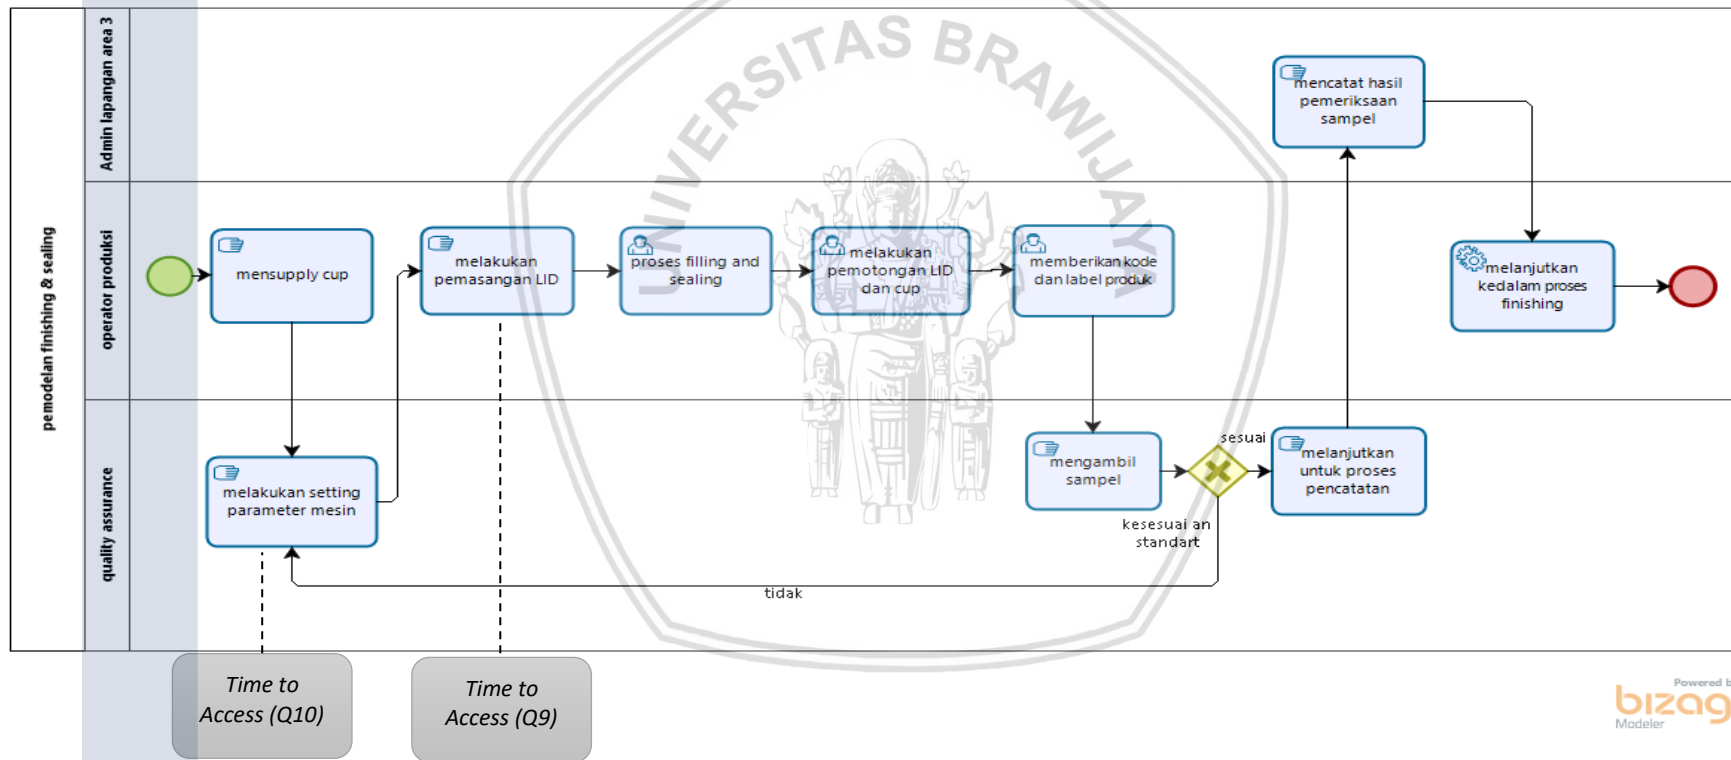 pemodelan finishing & sealing
Admin lapangan area 3
operator produksi
quality assurance
UNIVERSITAS BRAWIJAYA
mencatat hasil
pemeriksaan
sampel
mensupply cup
melakukan
pemasangan LID
proses filling and
sealing
melakukan
pemotongan LID
dan cup
memberikan kode
dan label produk
melanjutkan
kedalam proses
finishing
melakukan setting
parameter mesin
mengambil
sampel
sesuai
kesesuai an
standart
melanjutkan
untuk proses
pencatatan
tidak
Time to
Access (Q10)
Time to
Access (Q9)
Powered b
bizag
Modeler